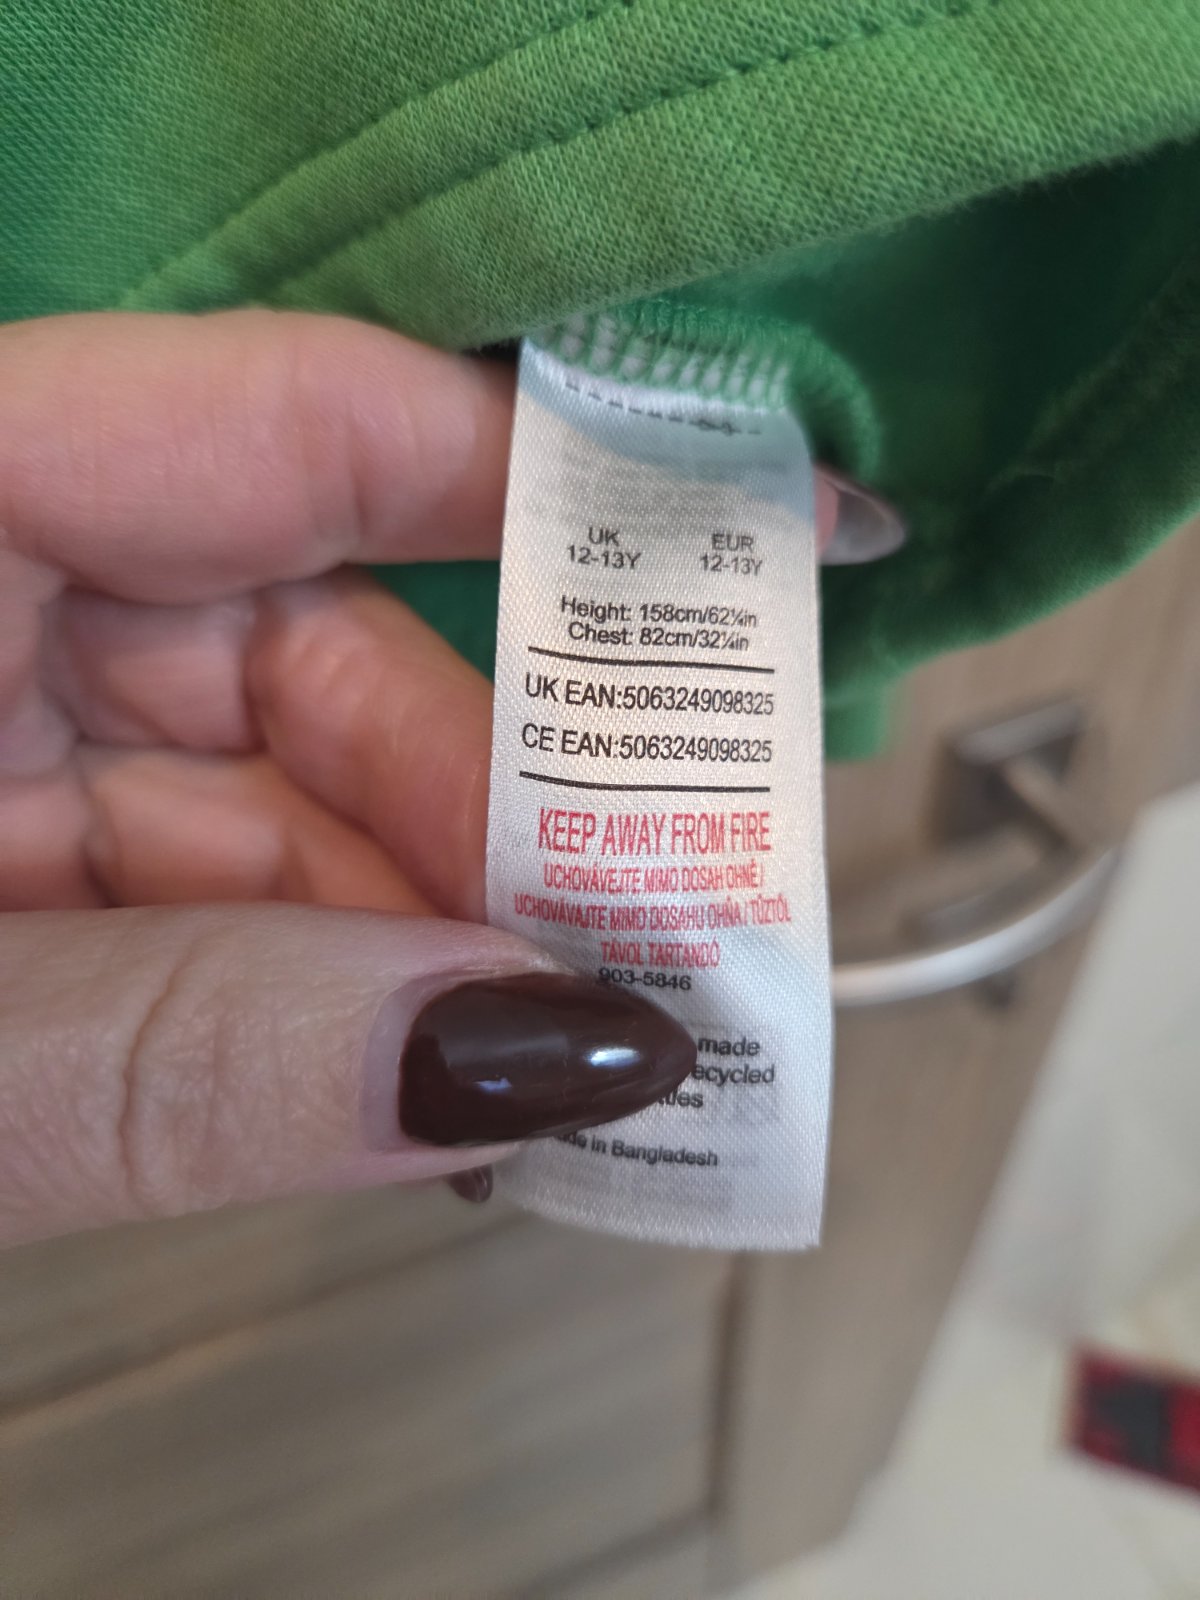 UK EUR
12-13Y 12-13Y
Height: 158cm/62¼in
Chest: 82cm/32¼in
UK EAN:5063249098325
CE EAN:5063249098325
KEEP AWAY FROM FIRE
UCHOVÁVEJTE MIMO DOSAH OHNĚ /
UCHOVÁVAJTE MIMO DOSAHU OHŇA / TŰZTŐL
TÁVOL TARTANDÓ
903-5846
made
ecycled
in Bangladesh